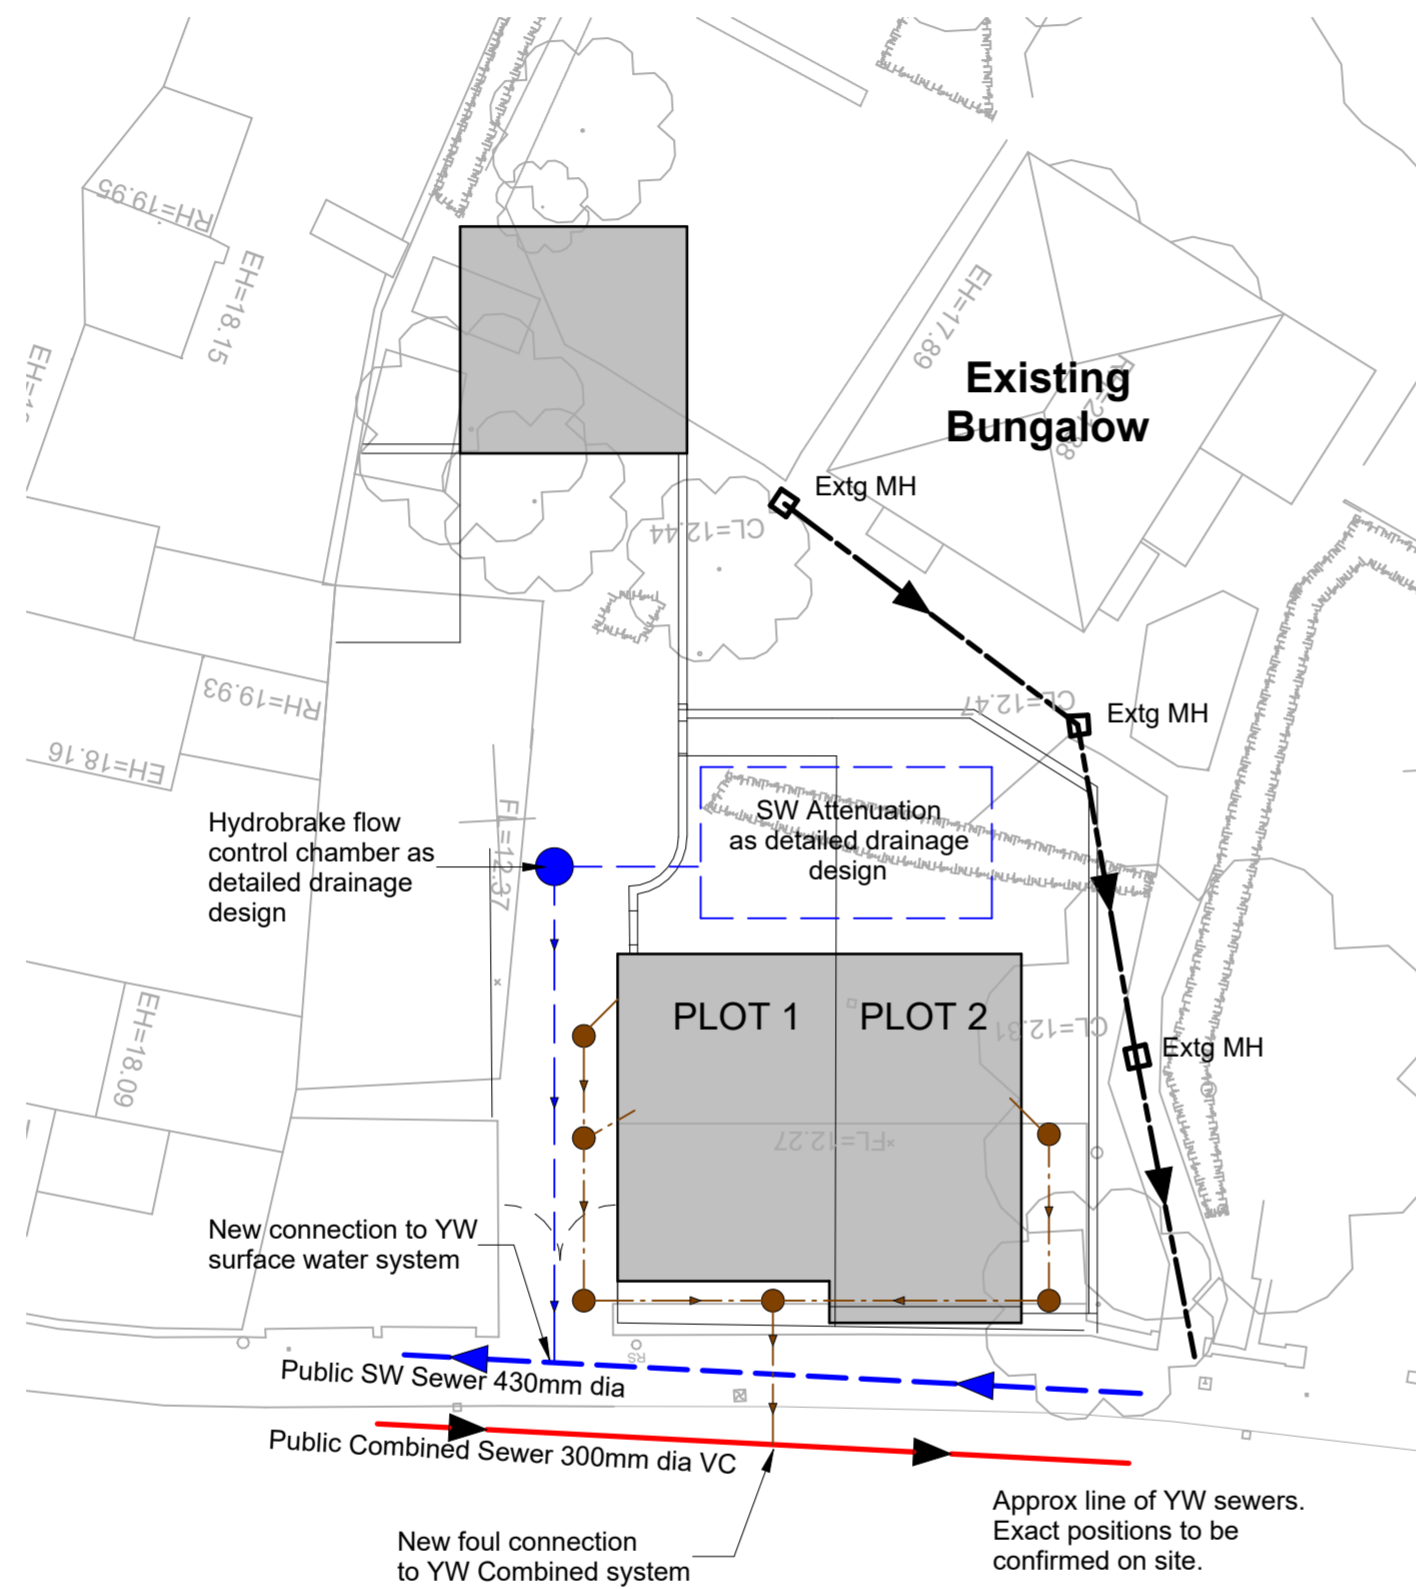 RH=19.95
EH=18.15
EH=17.89
Existing
Bungalow
Extg MH
CL=12.44
Extg MH
CL=12.47
RH=19.93
EH=18.16
FL=12.37
Hydrobrake flow
control chamber as
detailed drainage
design
SW Attenuation
as detailed drainage
design
PLOT 1
PLOT 2
CL=12.31
Extg MH
EH=18.09
FL=12.27
New connection to YW
surface water system
RS
Public SW Sewer 430mm dia
Public Combined Sewer 300mm dia VC
New foul connection
to YW Combined system
Approx line of YW sewers.
Exact positions to be
confirmed on site.